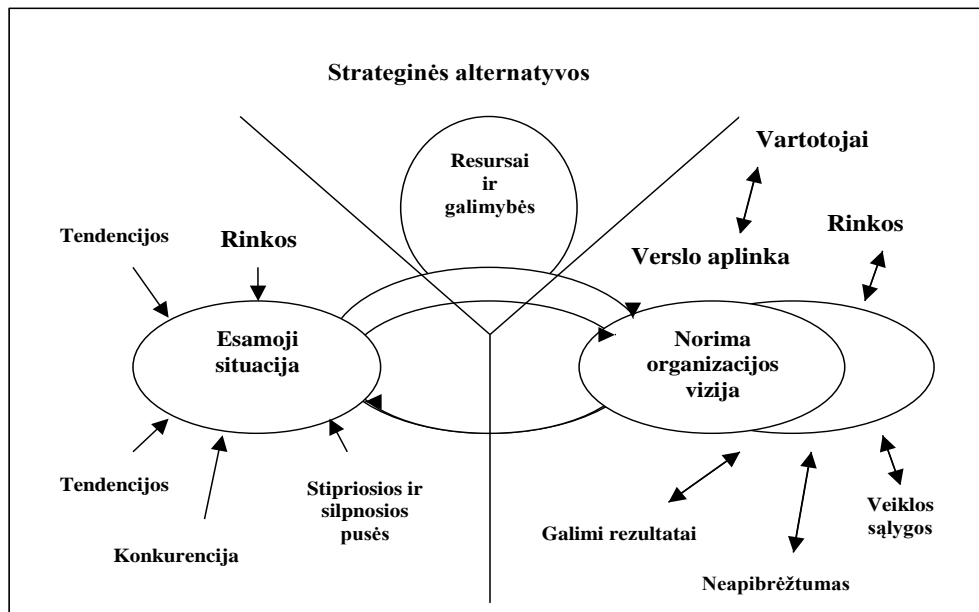 Strateginės alternatyvos
Resursai
ir
galimybės
Vartotojai
Tendencijos
Rinkos
Rinkos
Verslo aplinka
Esamoji
situacija
Norima
organizacijos
vizija
Tendencijos
Stipriosios ir
silpnosios
pusės
Konkurencija
Galimi rezultatai
Veiklos
sąlygos
Neapibrėžtumas